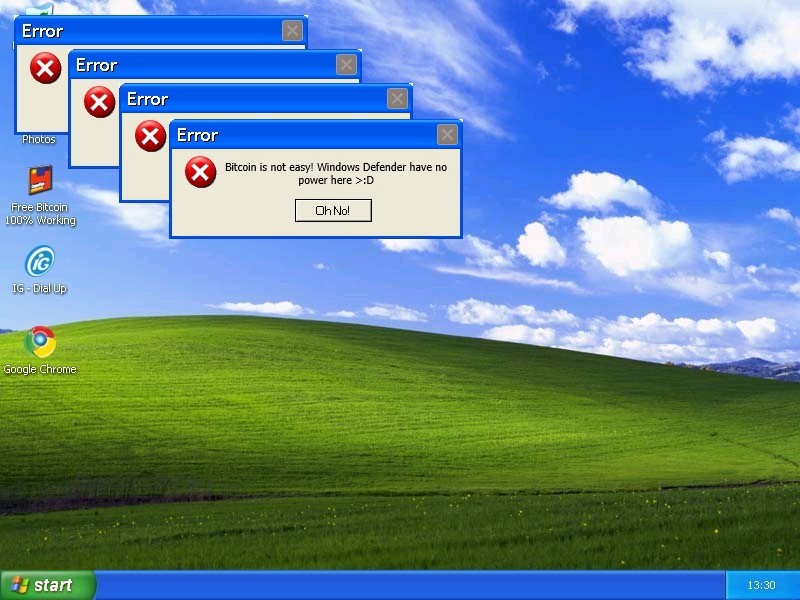 Error
Error
Error
Error
Bitcoin is not easy! Windows Defender have no
power here >:D
Oh No!
Photos
Free Bitcoin
100% Working
IG - Dial Up
Google Chrome
start
13:30